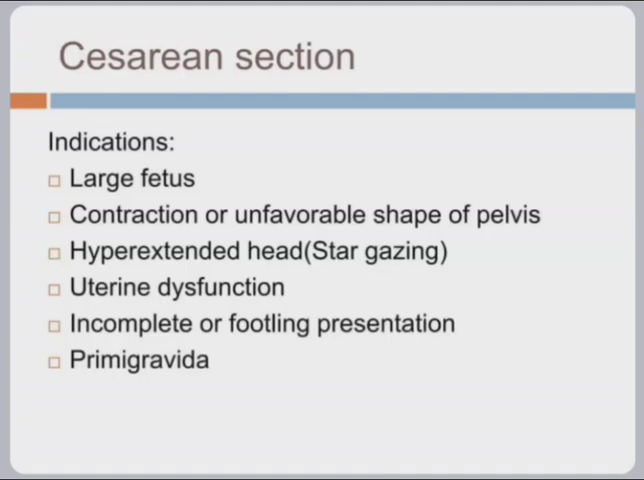 Cesarean section
Indications:
Large fetus
Contraction or unfavorable shape of pelvis
Hyperextended head(Star gazing)
Uterine dysfunction
Incomplete or footling presentation
Primigravida